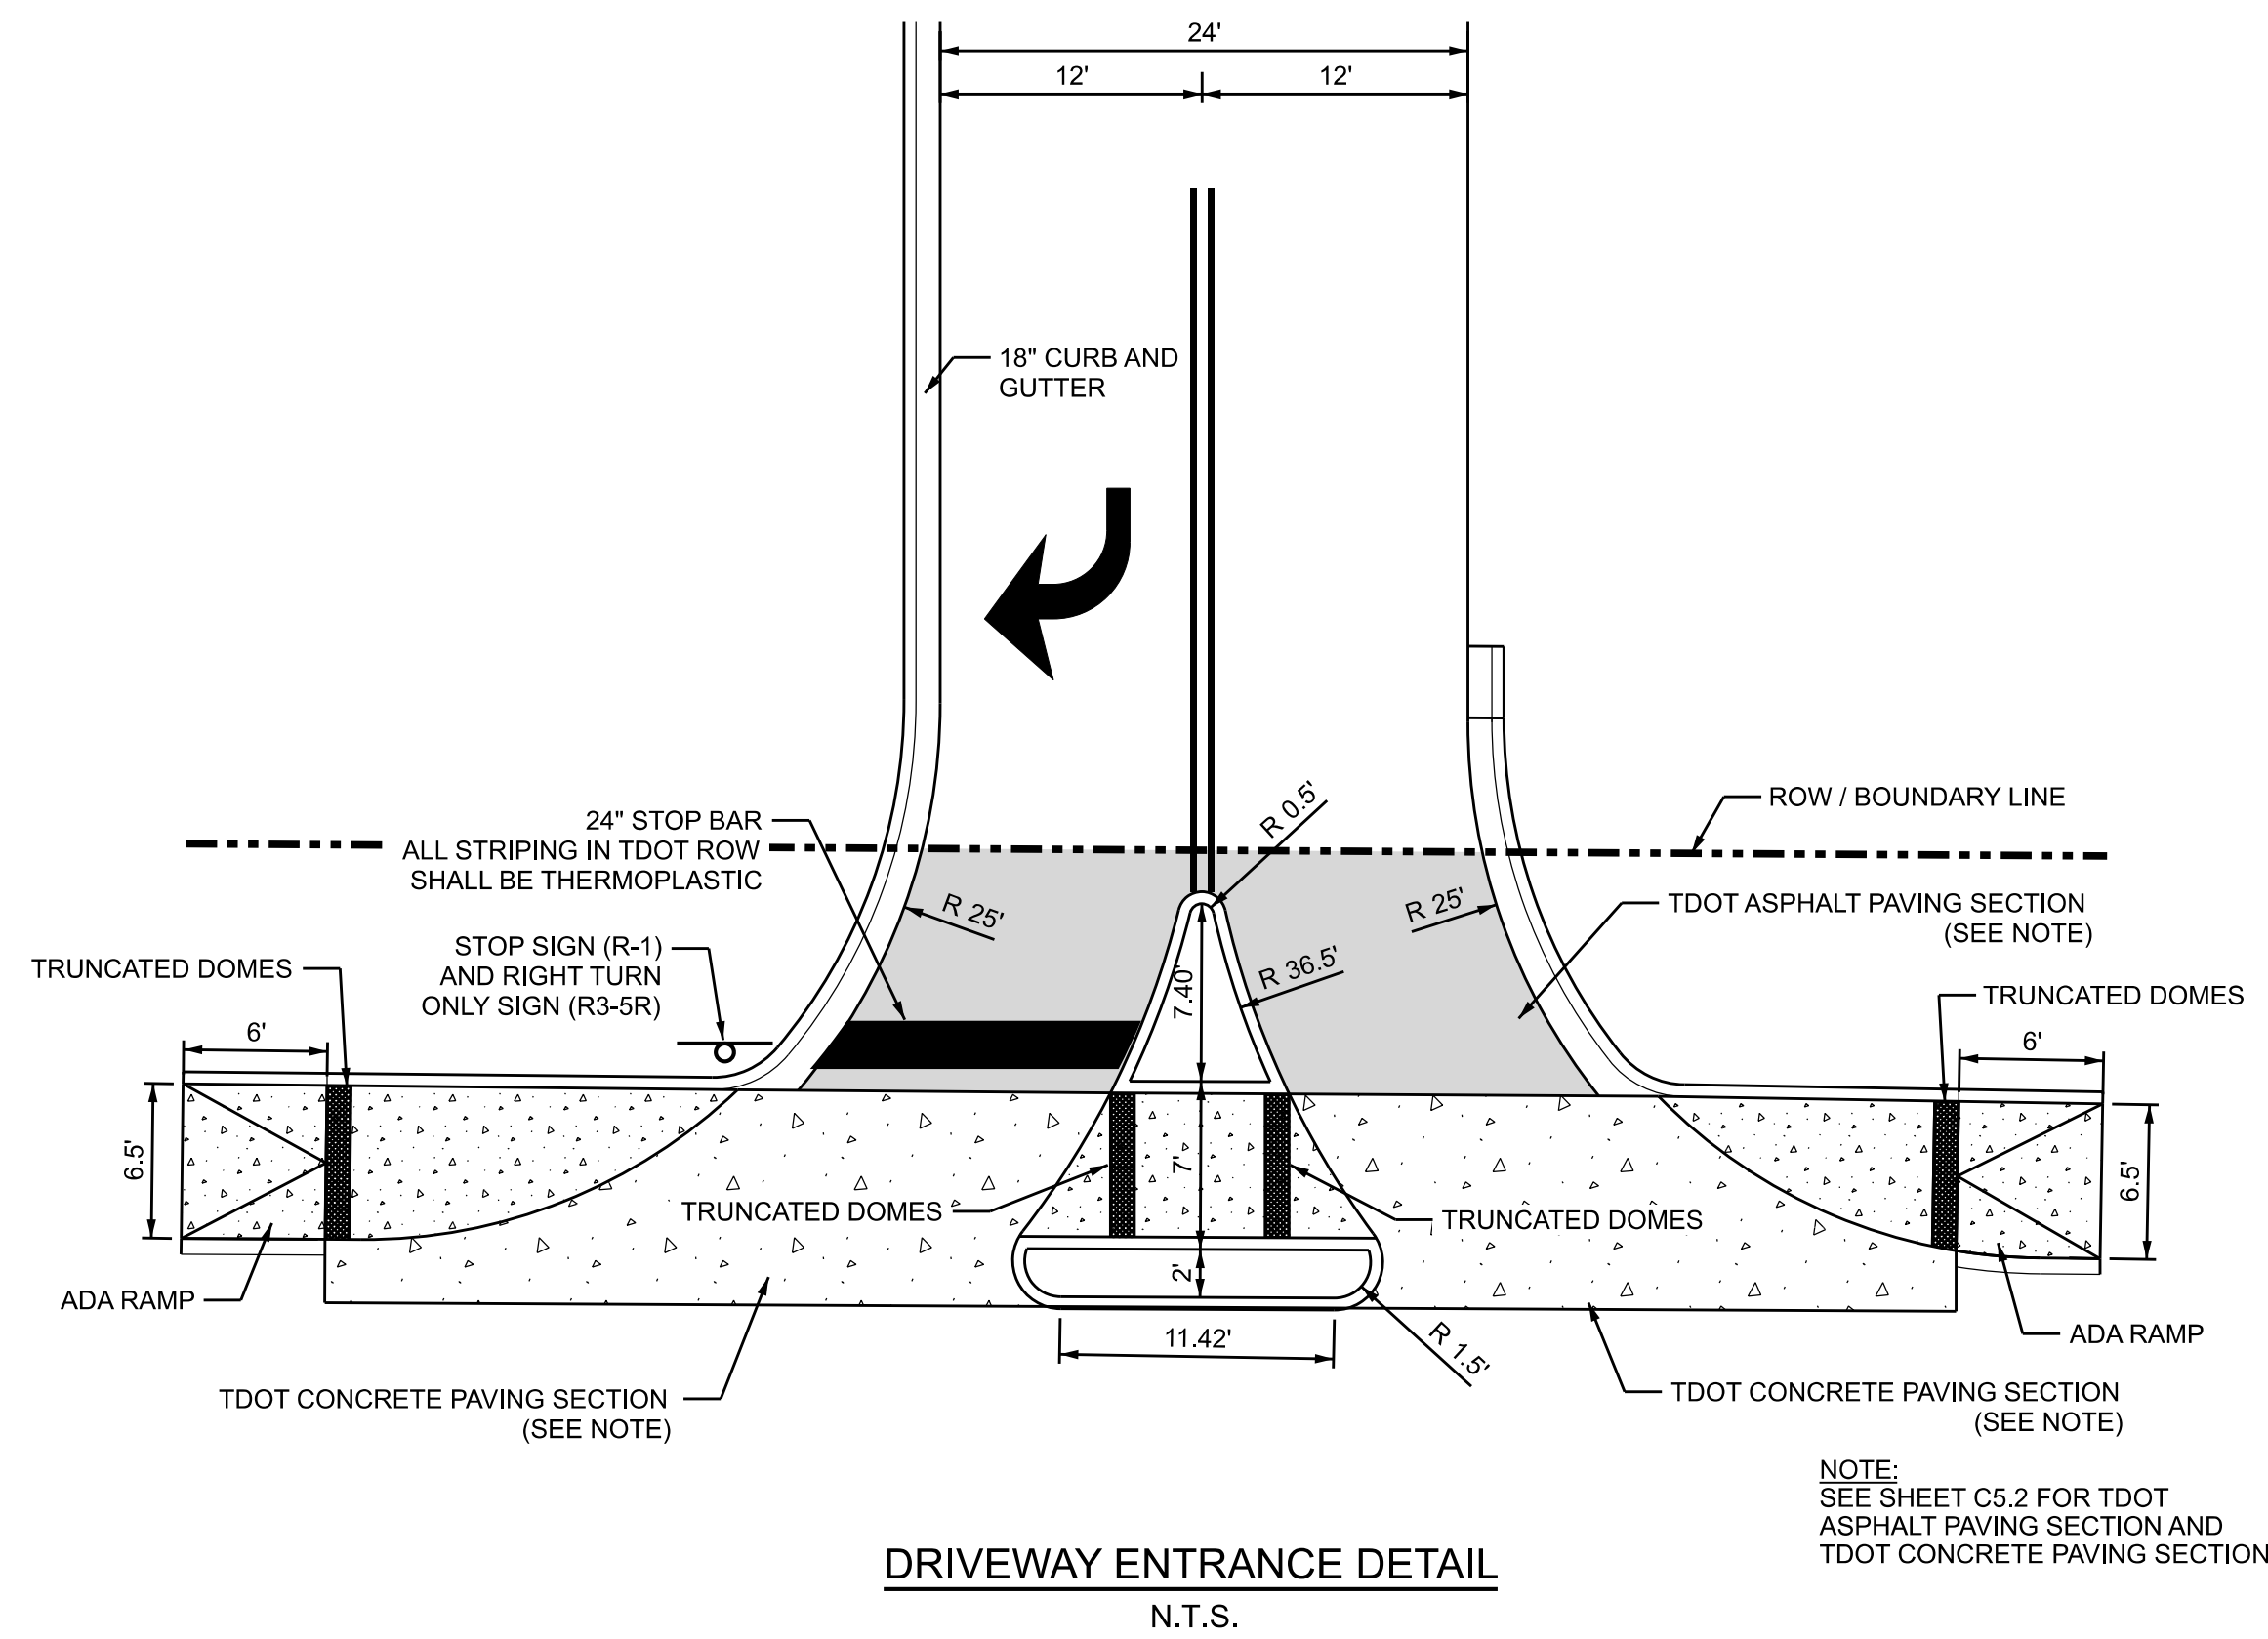 24'
12'
12'
18" CURB AND
GUTTER
24" STOP BAR
ALL STRIPING IN TDOT ROW
SHALL BE THERMOPLASTIC
R 0.5'
ROW / BOUNDARY LINE
R 25'
R 25'
TDOT ASPHALT PAVING SECTION
(SEE NOTE)
STOP SIGN (R-1)
AND RIGHT TURN
ONLY SIGN (R3-5R)
TRUNCATED DOMES
7.40'
R 36.5'
TRUNCATED DOMES
6'
6'
6.5'
7'
6.5'
TRUNCATED DOMES
TRUNCATED DOMES
2'
ADA RAMP
ADA RAMP
11.42'
R 1.5'
TDOT CONCRETE PAVING SECTION
(SEE NOTE)
TDOT CONCRETE PAVING SECTION
(SEE NOTE)
NOTE:
SEE SHEET C5.2 FOR TDOT
ASPHALT PAVING SECTION AND
TDOT CONCRETE PAVING SECTION
DRIVEWAY ENTRANCE DETAIL
N.T.S.